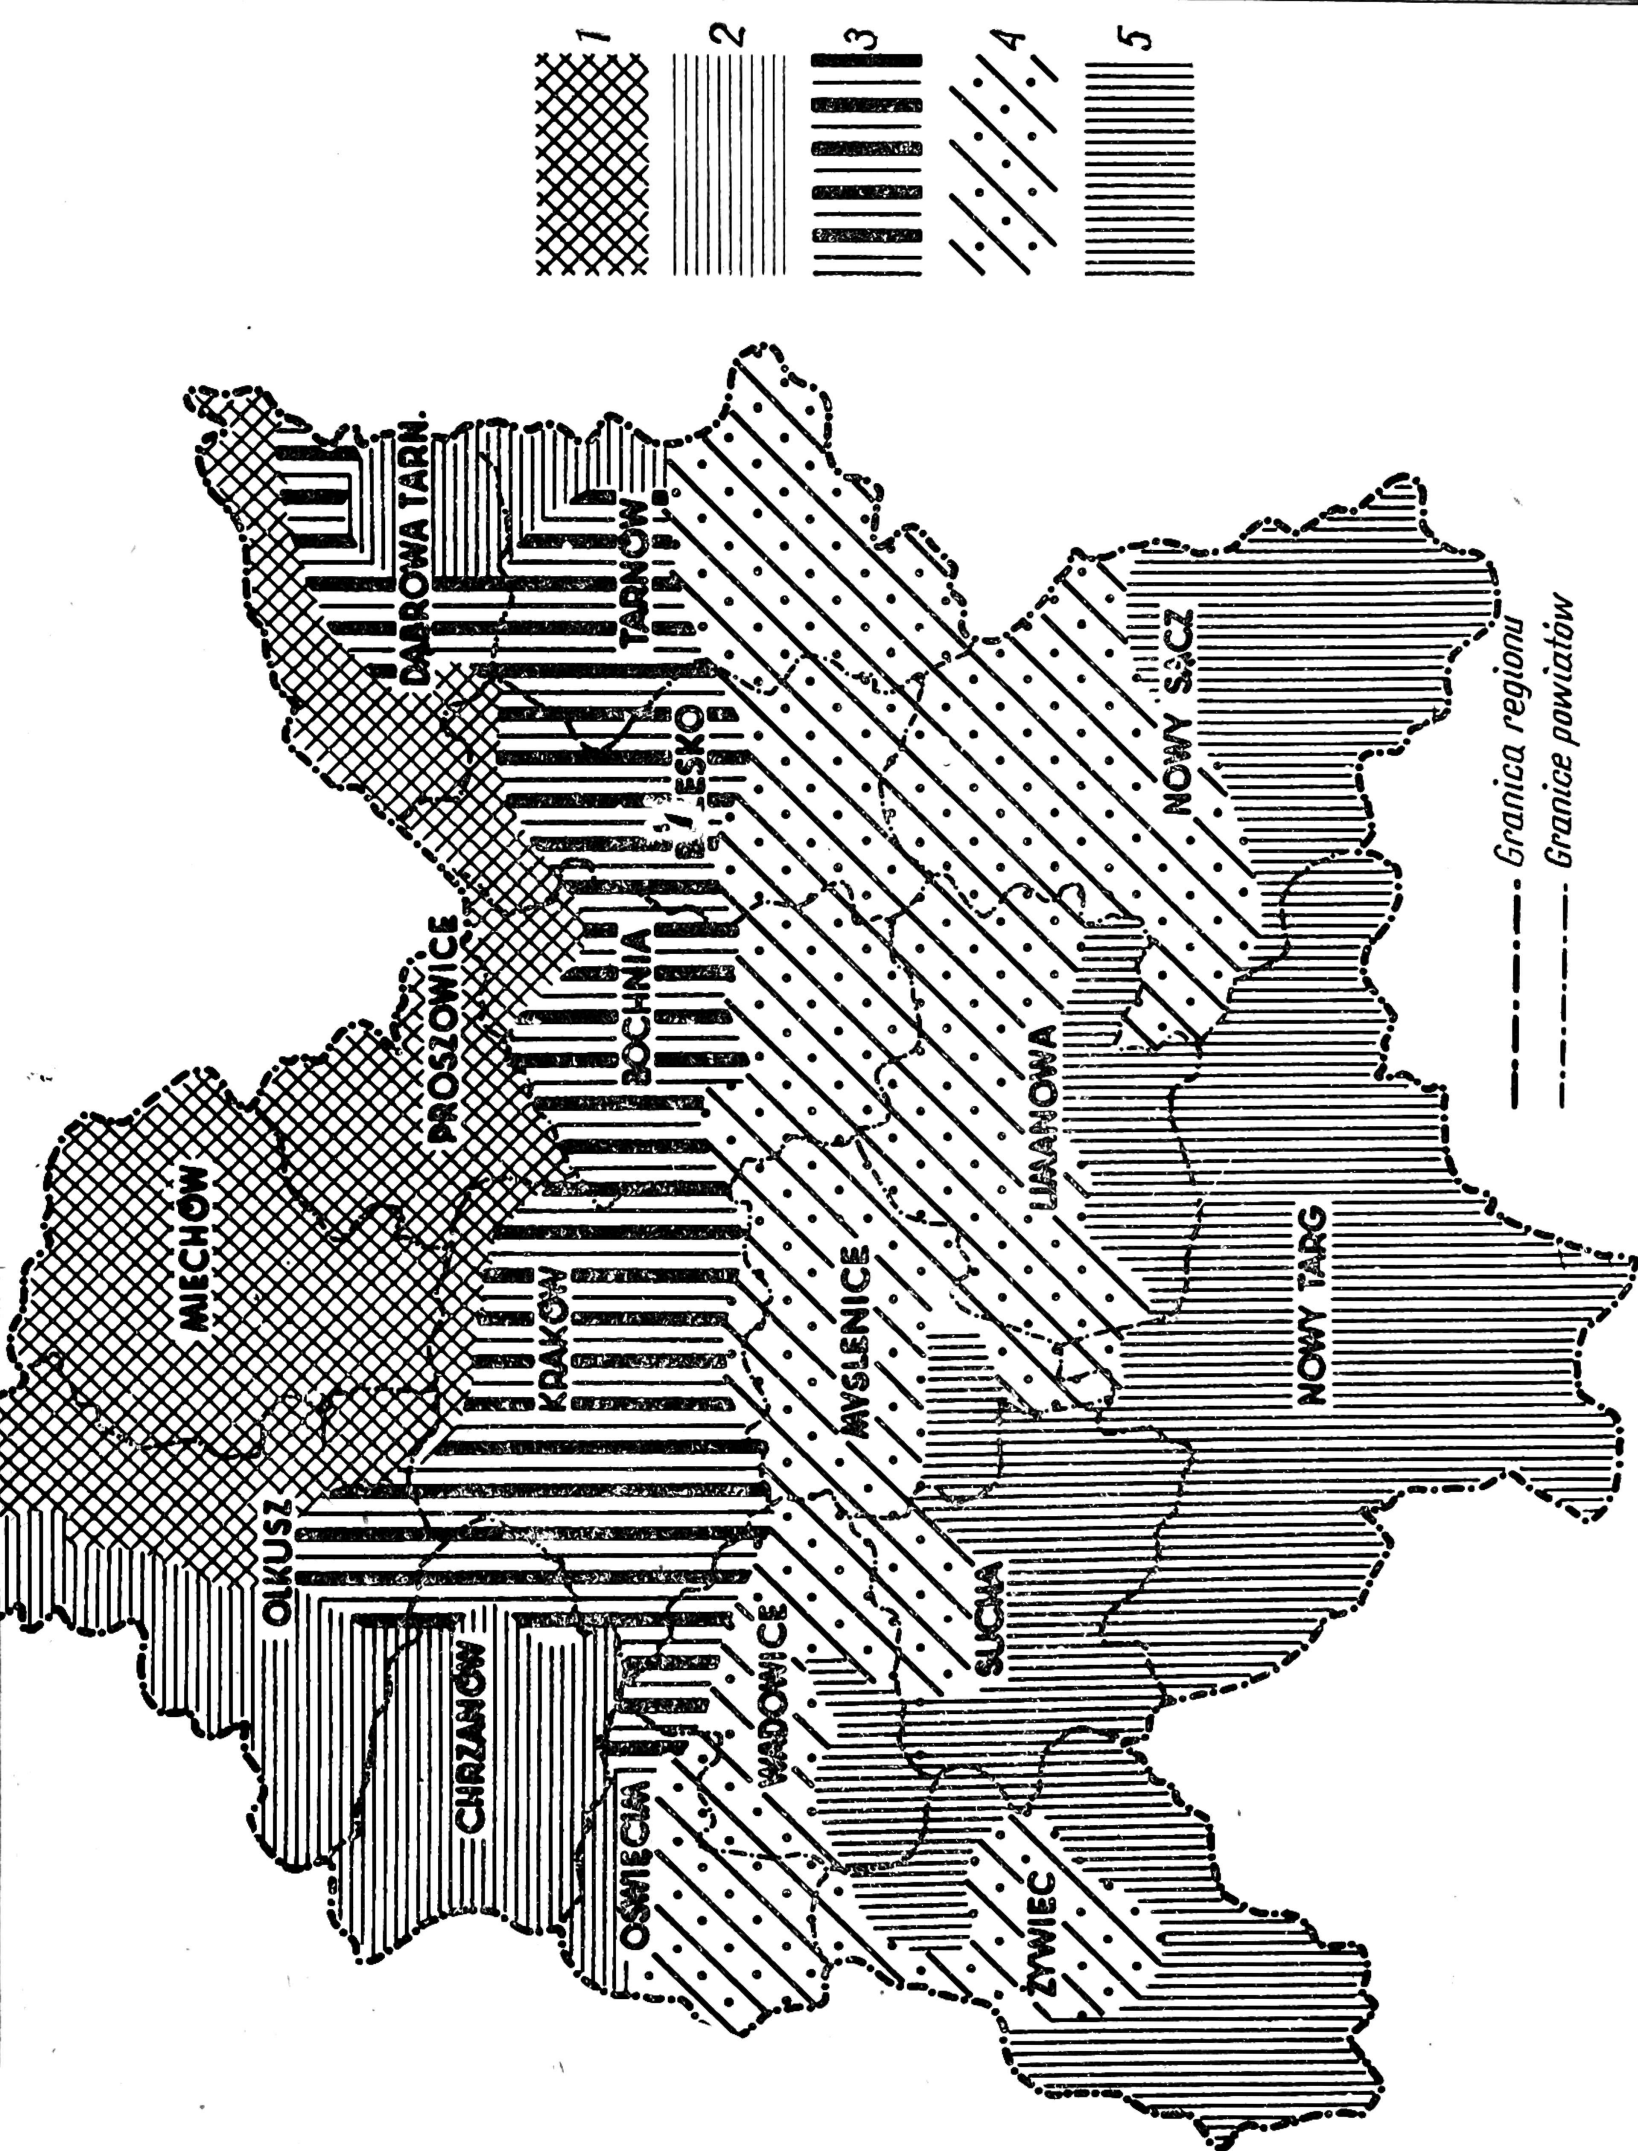 MIECHÓW
OLKUSZ
DĄBROWA TARN.
PROSZOWICE
CHRZANÓW
KRAKÓW
OŚWIĘCIM
BOCHNIA
TARNÓW
WADOWICE
MYŚLENICE
SUCHA
ŻYWIEC
LIMANOWA
NOWY SĄCZ
NOWY TARG
1
2
3
4
5
Granica regionu
Granice powiatów